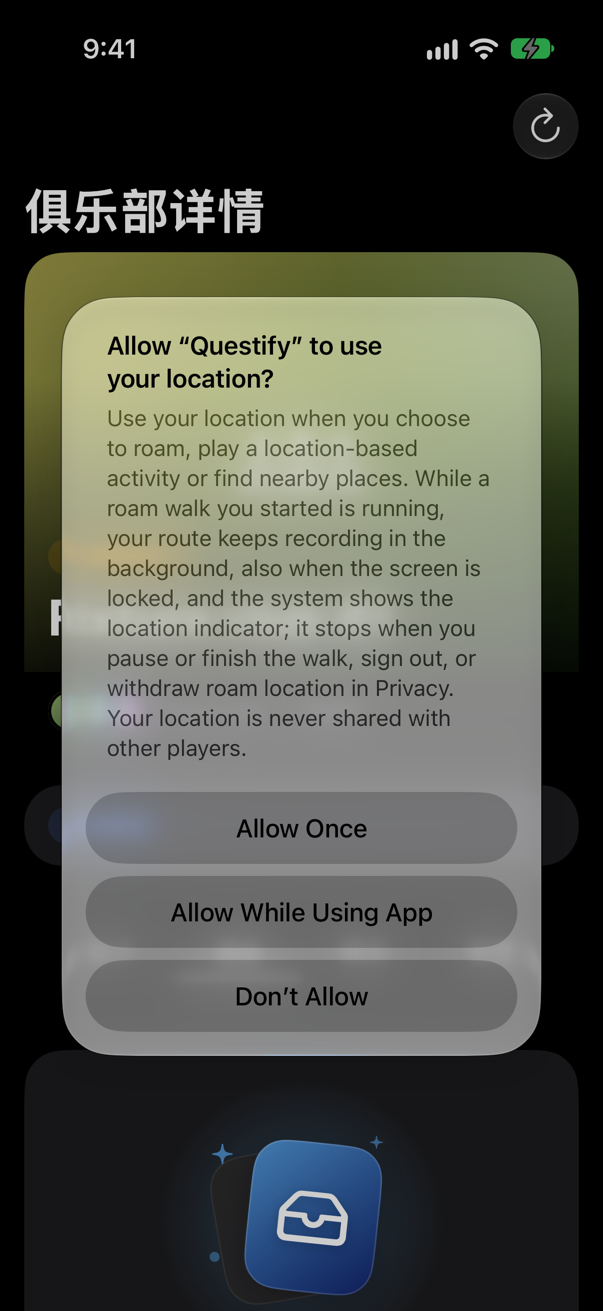 9:41
俱乐部详情
Allow “Questify” to use
your location?
Use your location when you choose
to roam, play a location-based
activity or find nearby places. While a
roam walk you started is running,
your route keeps recording in the
background, also when the screen is
locked, and the system shows the
location indicator; it stops when you
pause or finish the walk, sign out, or
withdraw roam location in Privacy.
Your location is never shared with
other players.
Allow Once
Allow While Using App
Don’t Allow